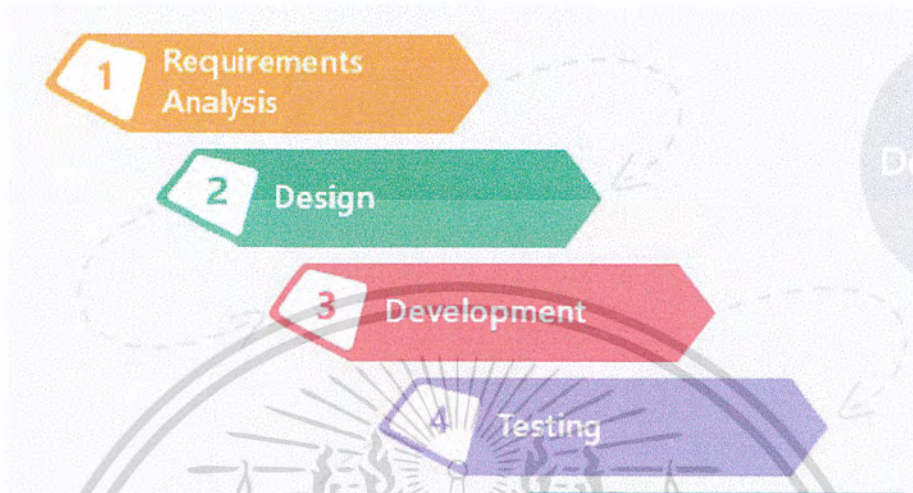 1
Requirements
Analysis
2
Design
3
Development
4
Testing